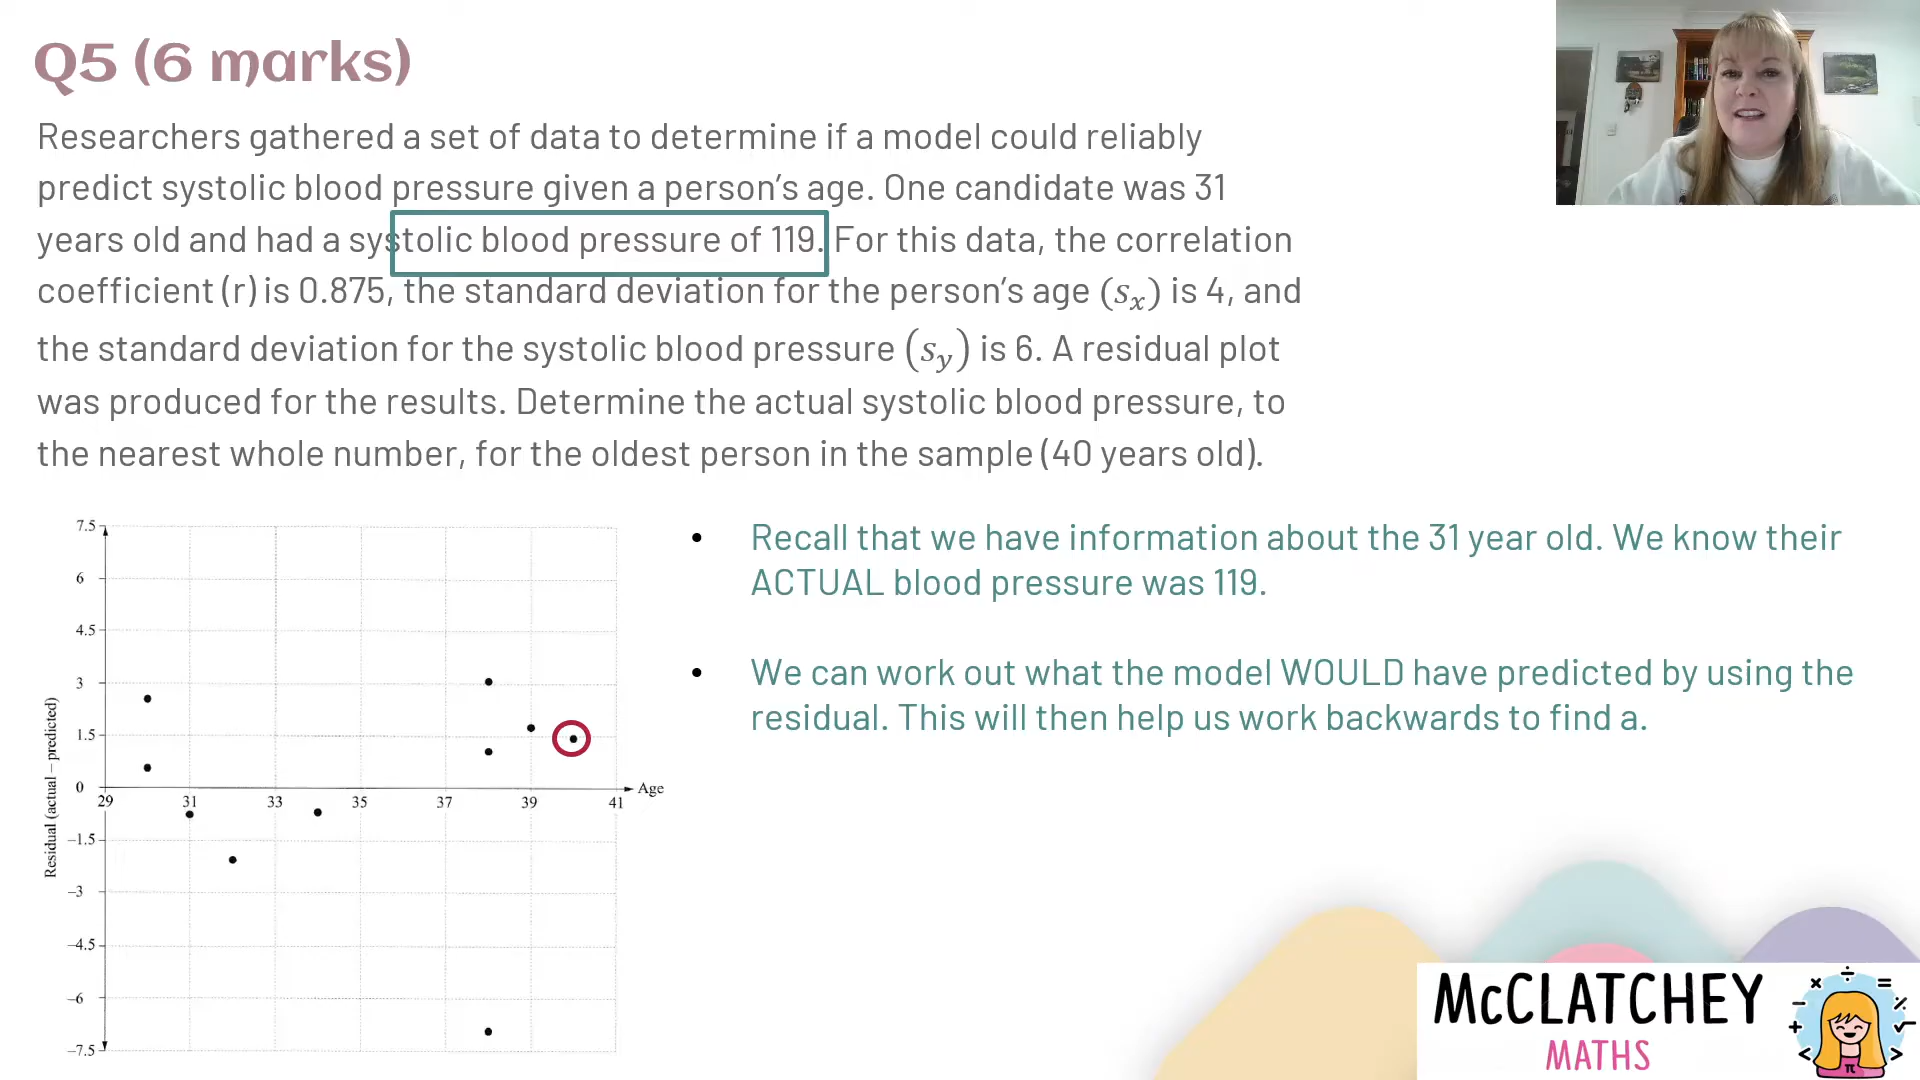 Q5 (6 marks)
Researchers gathered a set of data to determine if a model could reliably
predict systolic blood pressure given a person's age. One candidate was 31
years old and had a systolic blood pressure of 119. For this data, the correlation
coefficient (r) is 0.875, the standard deviation for the person's age (sₓ) is 4, and
the standard deviation for the systolic blood pressure (s_y) is 6. A residual plot
was produced for the results. Determine the actual systolic blood pressure, to
the nearest whole number, for the oldest person in the sample (40 years old).
• Recall that we have information about the 31 year old. We know their
ACTUAL blood pressure was 119.
• We can work out what the model WOULD have predicted by using the
residual. This will then help us work backwards to find a.
Residual (actual – predicted)
7.5
6
4.5
3
1.5
0
–1.5
–3
–4.5
–6
–7.5
29 31 33 35 37 39 41
Age
McCLATCHEY
MATHS
× ÷ = – % + √ < > π